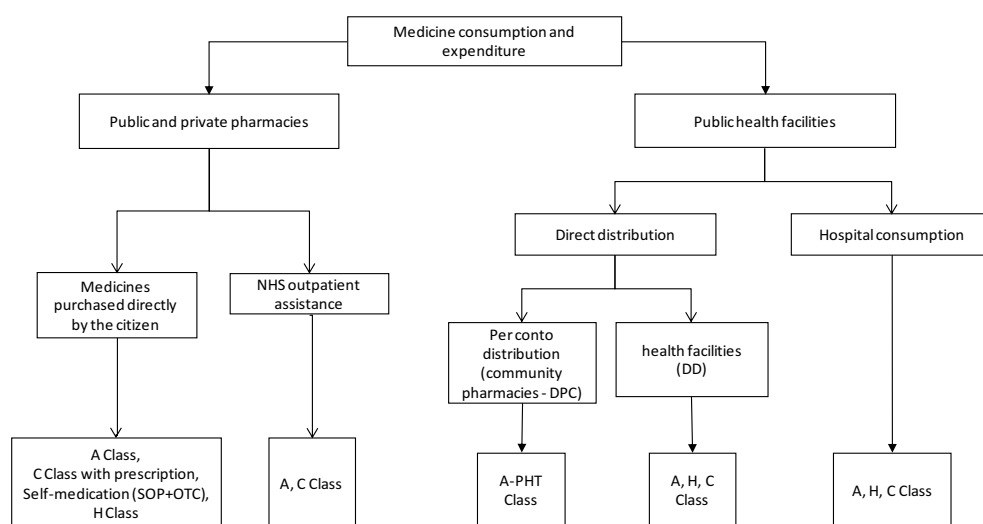 Medicine consumption and
expenditure
Public and private pharmacies
Public health facilities
Direct distribution
Hospital consumption
Medicines
purchased directly
by the citizen
NHS outpatient
assistance
Per conto
distribution
(community
pharmacies - DPC)
health facilities
(DD)
A Class,
C Class with prescription,
Self-medication (SOP+OTC),
H Class
A, C Class
A-PHT
Class
A, H, C
Class
A, H, C Class